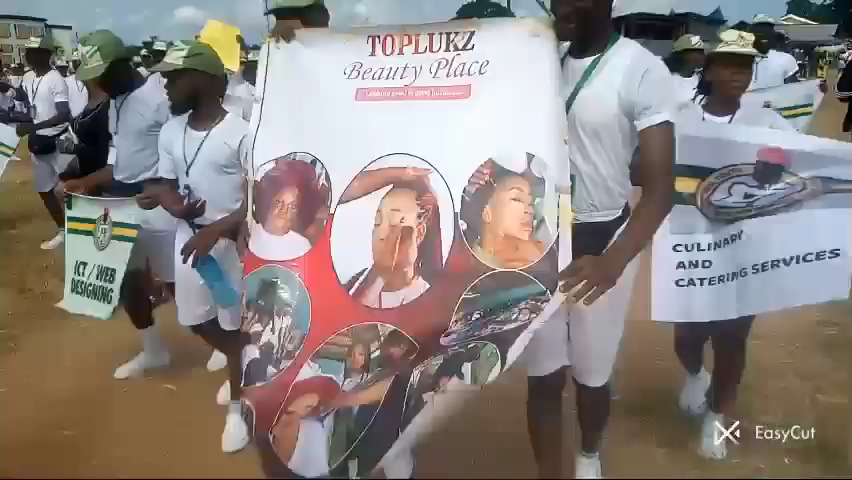 TOPLUKZ
Beauty Place
ICT / WEB
DESIGNING
CULINARY
AND
CATERING SERVICES
EasyCut